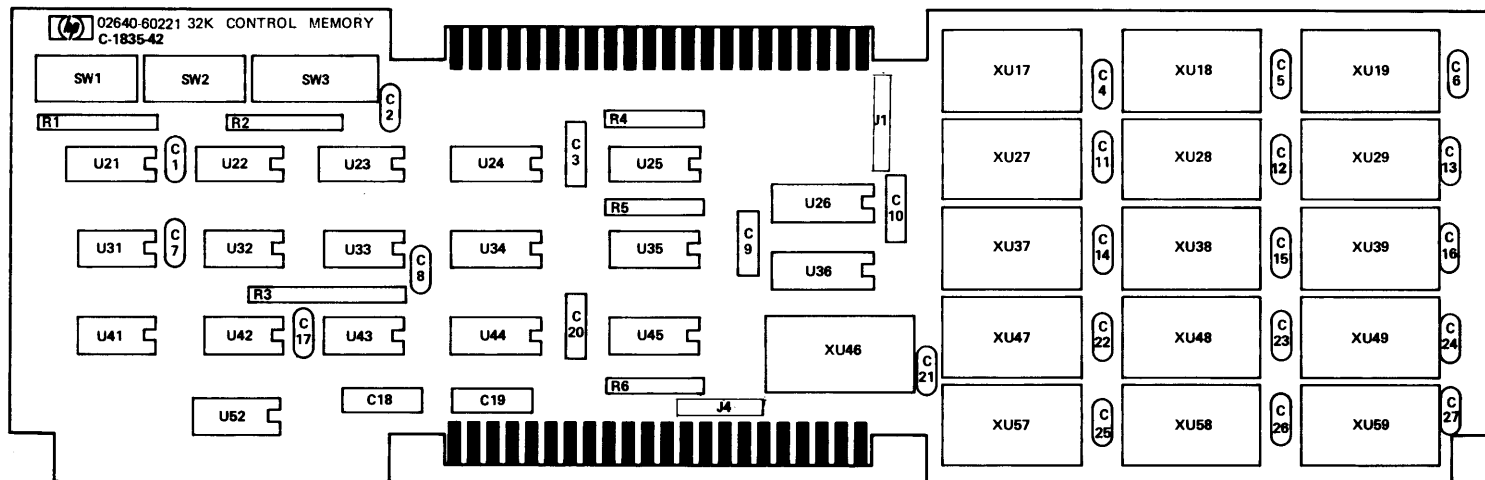 hp 02640-60221 32K CONTROL MEMORY
C-1835-42
SW1 SW2 SW3
C2
XU17 C4 XU18 C5 XU19 C6
R1 R2 R4 J1
U21 C1 U22 U23 U24 C3 U25
XU27 C11 XU28 C12 XU29 C13
R5 U26 C10
U31 C7 U32 U33 C8 U34 U35 C9 U36
XU37 C14 XU38 C15 XU39 C16
R3
U41 U42 C17 U43 U44 C20 U45 XU46 C21
XU47 C22 XU48 C23 XU49 C24
R6
C18 C19 J4
U52
XU57 C25 XU58 C26 XU59 C27